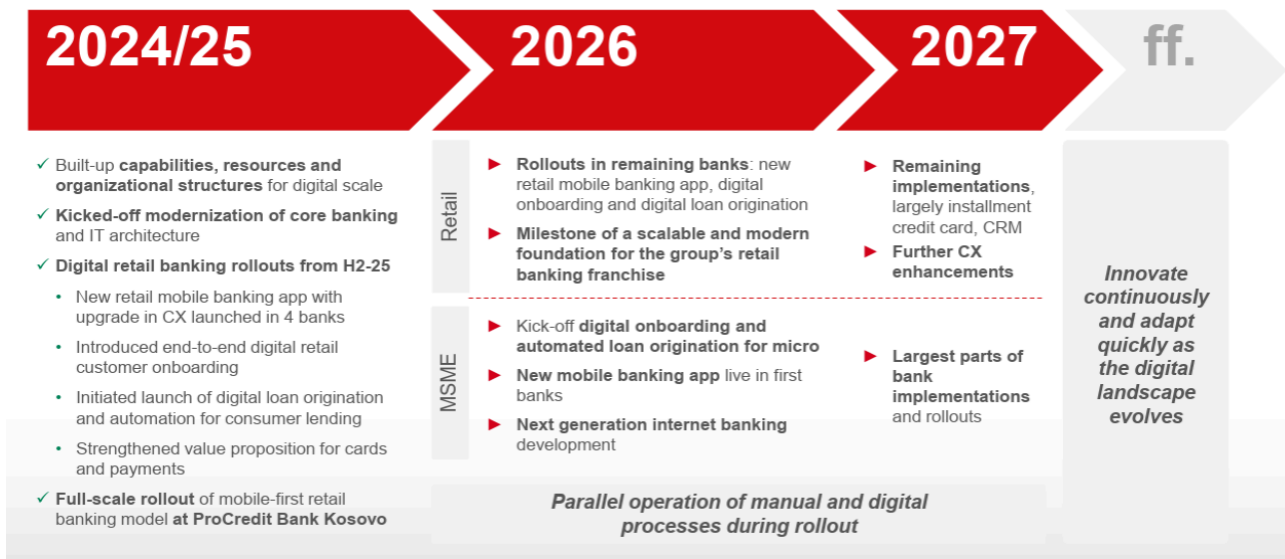 2024/25
2026
2027
ff.
✓ Built-up capabilities, resources and
organizational structures for digital scale
✓ Kicked-off modernization of core banking
and IT architecture
✓ Digital retail banking rollouts from H2-25
• New retail mobile banking app with
upgrade in CX launched in 4 banks
• Introduced end-to-end digital retail
customer onboarding
• Initiated launch of digital loan origination
and automation for consumer lending
• Strengthened value proposition for cards
and payments
✓ Full-scale rollout of mobile-first retail
banking model at ProCredit Bank Kosovo
Retail
► Rollouts in remaining banks: new
retail mobile banking app, digital
onboarding and digital loan origination
► Milestone of a scalable and modern
foundation for the group's retail
banking franchise
► Remaining
implementations,
largely installment
credit card, CRM
► Further CX
enhancements
MSME
► Kick-off digital onboarding and
automated loan origination for micro
► New mobile banking app live in first
banks
► Next generation internet banking
development
► Largest parts of
bank
implementations
and rollouts
Parallel operation of manual and digital
processes during rollout
Innovate
continuously
and adapt
quickly as
the digital
landscape
evolves